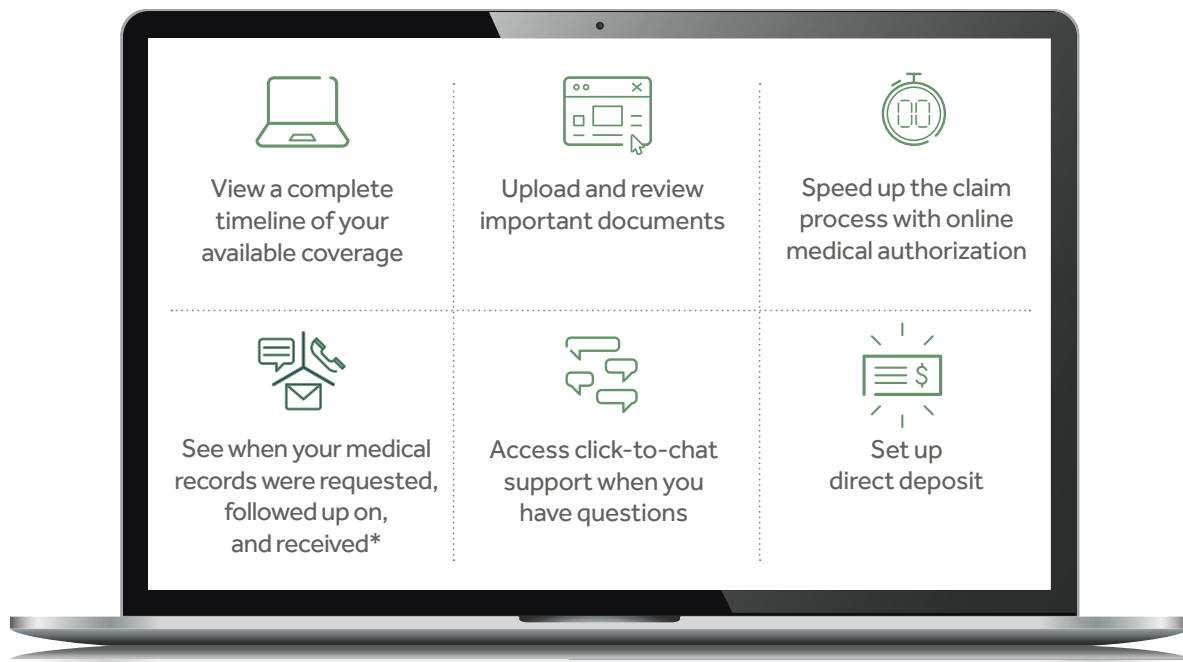 View a complete
timeline of your
available coverage
Upload and review
important documents
00
Speed up the claim
process with online
medical authorization
See when your medical
records were requested,
followed up on,
and received*
Access click-to-chat
support when you
have questions
$
Set up
direct deposit